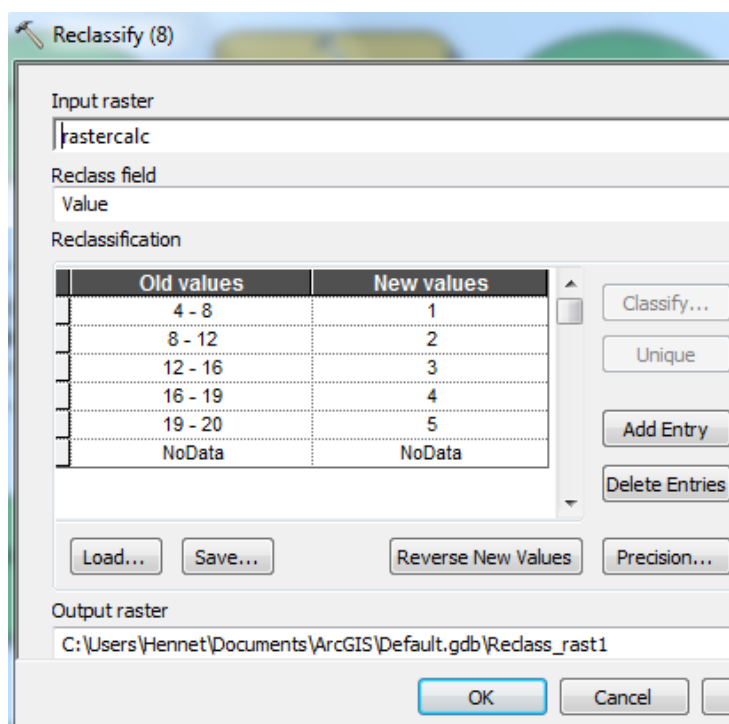 Reclassify (8)
Input raster
rastercalc
Reclass field
Value
Reclassification
Old values New values
4 - 8 1
8 - 12 2
12 - 16 3
16 - 19 4
19 - 20 5
NoData NoData
Classify...
Unique
Add Entry
Delete Entries
Load... Save... Reverse New Values Precision...
Output raster
C:\Users\Hennet\Documents\ArcGIS\Default.gdb\Reclass_rast1
OK Cancel